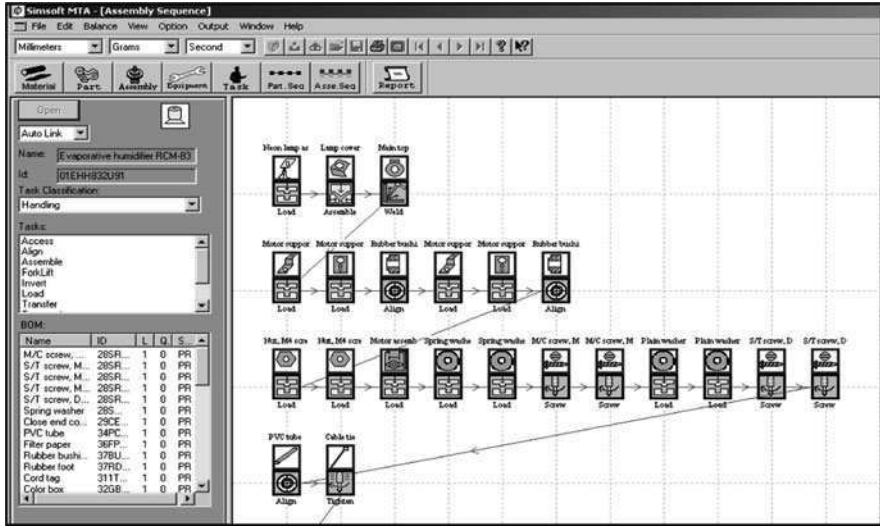 Simsoft MTA - [Assembly Sequence]
File Edit Balance View Option Output Window Help
Millimeters Grams Second
Material Part Assembly Equipment Task Part.Seq Asse.Seq Report
Open
Auto Link
Name: Evaporative humidifier RCM-83
Id: 01EHH832U91
Task Classification:
Handling
Tasks:
Access
Align
Assemble
ForkLift
Invert
Load
Transfer
BOM:
Name ID L Q. S...
M/C screw, ... 28SR... 1 0 PR
S/T screw, M... 28SR... 1 0 PR
S/T screw, M... 28SR... 1 0 PR
S/T screw, M... 28SR... 1 0 PR
S/T screw, D... 28SR... 1 0 PR
Spring washer 28S... 1 0 PR
Close end co... 29CE... 1 0 PR
PVC tube 34PC... 1 0 PR
Filter paper 36FP... 1 0 PR
Rubber bushi... 37BU... 1 0 PR
Rubber foot 37RD... 1 0 PR
Cord tag 311T... 1 0 PR
Color box 32GB... 1 0 PR
Neon lamp as Lamp cover Main top
Load Assemble Weld
Motor suppor Motor suppor Rubber bushi Motor suppor Motor suppor Rubber bushi
Load Load Align Load Load Align
Nut, M4 scre Nut, M4 scre Motor assemb Spring washe Spring washe M/C screw, M M/C screw, M Plain washer Plain washer S/T screw, D S/T screw, D
Load Load Load Load Load Screw Screw Load Load Screw Screw
PVC tube Cable tie
Align Tighten